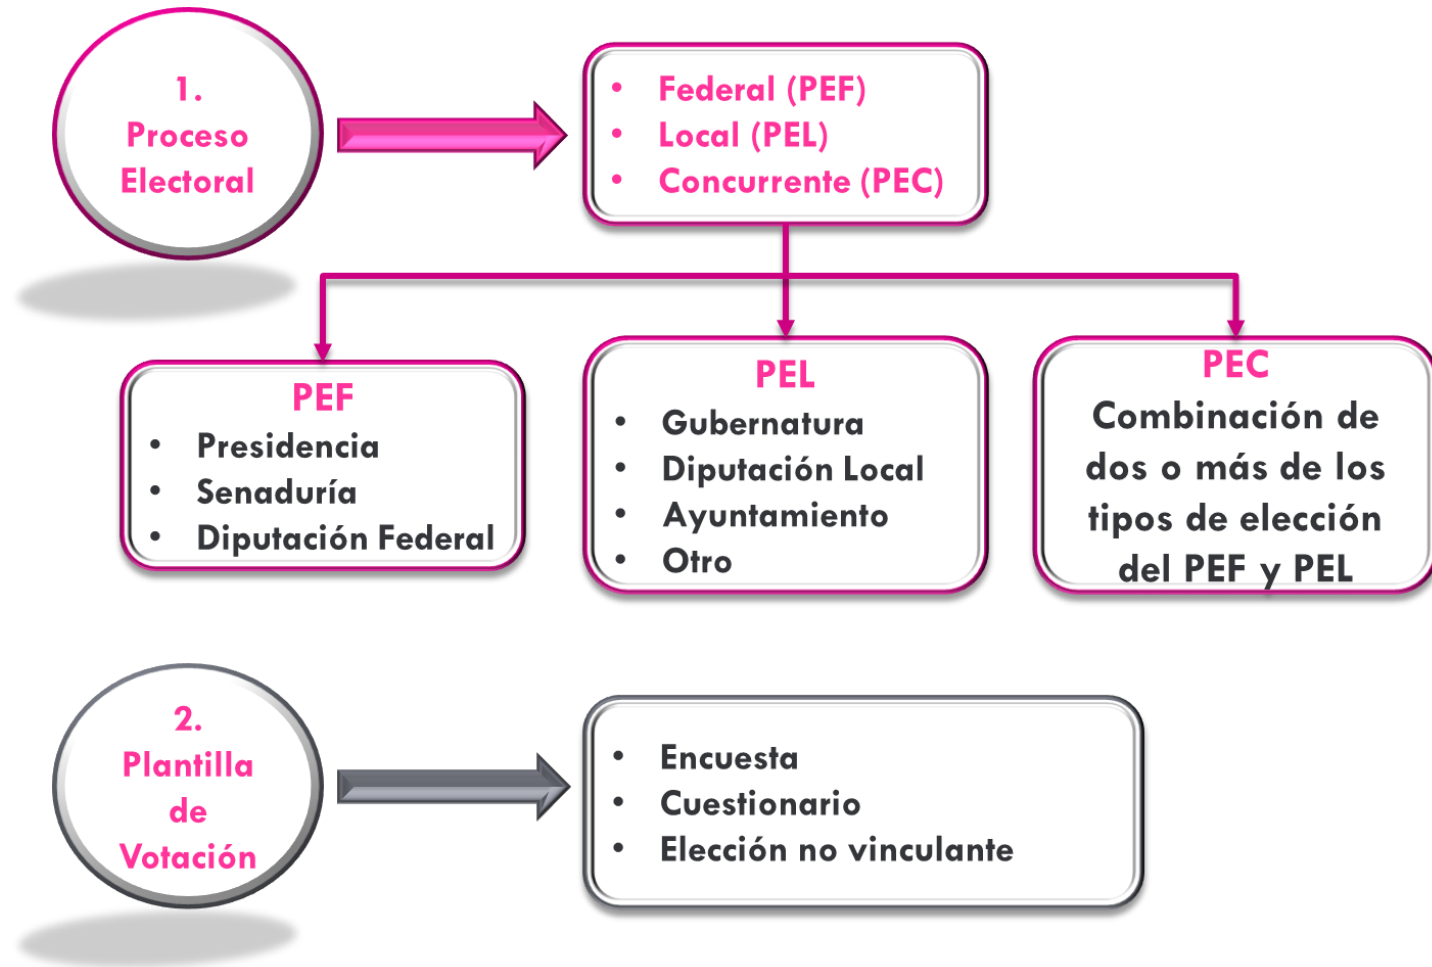 1.
Proceso
Electoral
• Federal (PEF)
• Local (PEL)
• Concurrente (PEC)
PEF
• Presidencia
• Senaduría
• Diputación Federal
PEL
• Gubernatura
• Diputación Local
• Ayuntamiento
• Otro
PEC
Combinación de
dos o más de los
tipos de elección
del PEF y PEL
2.
Plantilla
de
Votación
• Encuesta
• Cuestionario
• Elección no vinculante